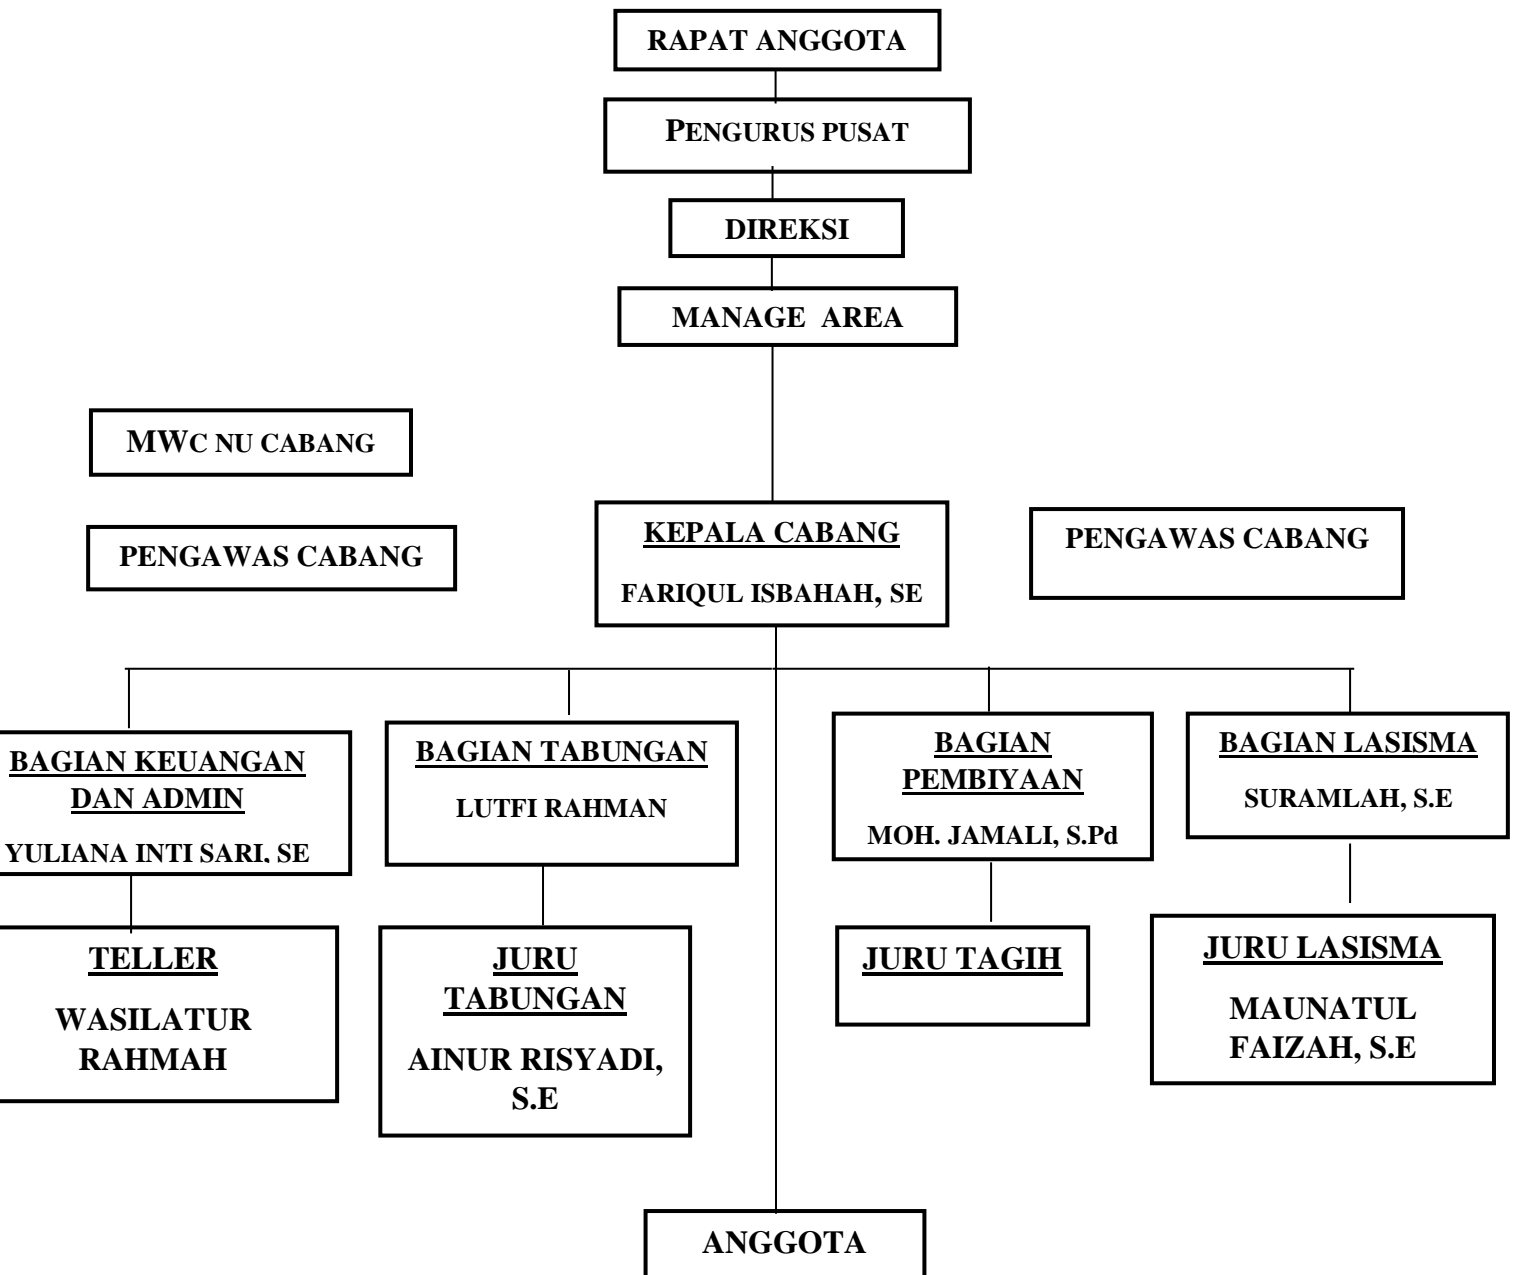 RAPAT ANGGOTA
PENGURUS PUSAT
DIREKSI
MANAGE AREA
MWC NU CABANG
PENGAWAS CABANG
KEPALA CABANG
FARIQUL ISBAHAH, SE
PENGAWAS CABANG
BAGIAN KEUANGAN
DAN ADMIN
YULIANA INTI SARI, SE
BAGIAN TABUNGAN
LUTFI RAHMAN
BAGIAN
PEMBIYAAN
MOH. JAMALI, S.Pd
BAGIAN LASISMA
SURAMLAH, S.E
TELLER
WASILATUR
RAHMAH
JURU
TABUNGAN
AINUR RISYADI,
S.E
JURU TAGIH
JURU LASISMA
MAUNATUL
FAIZAH, S.E
ANGGOTA